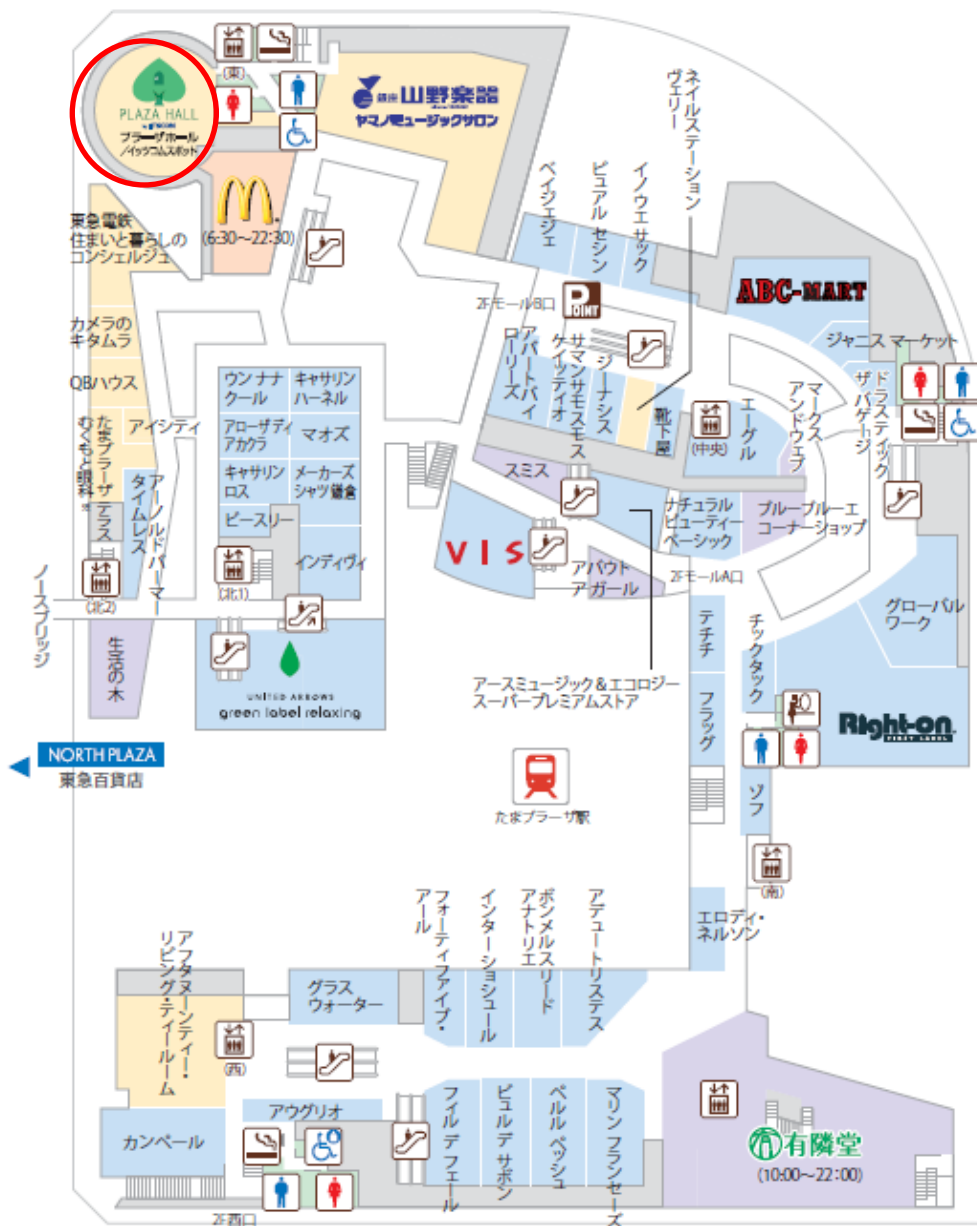 (東)
PLAZA HALL
by iTSCOM
プラーザホール
/イッツコムスポット
銀座 山野楽器
ヤマノミュージックサロン
ネイルステーション
ヴェリー
東急電鉄
住まいと暮らしの
コンシェルジュ
(6:30〜22:30)
ベイジェジェ
ピュアル セシン
イノウエサック
2FモールB口
POINT
ABC-MART
ジャニス マーケット
カメラの
キタムラ
QBハウス
アイシティ
たまプラーザ テラス
むくもと眼科
アーノルドパーマー
タイムレス
ウン ナナ
クール
キャサリン
ハーネル
アローザ ディ
アカクラ
マオズ
キャサリン
ロス
メーカーズ
シャツ鎌倉
ビースリー
インディヴィ
アパートバイ
ローリーズ
サマンサモスモス
ケイッティオ
ジーナシス
靴下屋
(中央)
エーグル
マークス
アンドウェブ
ドラスティック
ザ バゲージ
スミス
VIS
アバウト
ア ガール
ナチュラル
ビューティー
ベーシック
ブルーブルーエ
コーナーショップ
2FモールA口
(北2)
(北1)
ノースブリッジ
生活の木
UNITED ARROWS
green label relaxing
アースミュージック&エコロジー
スーパープレミアムストア
テチチ
フラッグ
チックタック
グローバル
ワーク
Right-on
FIRST LABEL
NORTH PLAZA
東急百貨店
たまプラーザ駅
ゾフ
(南)
エロディ・
ネルソン
アフタヌーンティー・
リビング・ティールーム
(西)
グラス
ウォーター
フォーティファイブ・
アール
インターショシュール
ボンメルスリード
アナトリエ
アデュートリステス
カンペール
アウグリオ
フィル デ フェール
ビュル デ サボン
ペルル ペッシュ
マリン フランセーズ
有隣堂
(10:00〜22:00)
2F西口